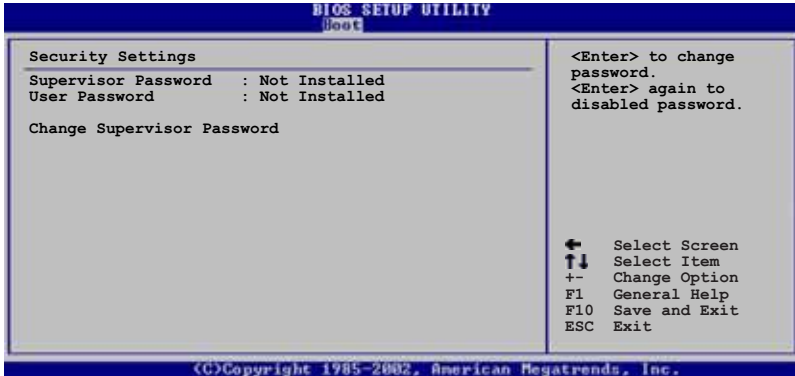 BIOS SETUP UTILITY
Boot
Security Settings
Supervisor Password : Not Installed
User Password : Not Installed
Change Supervisor Password
<Enter> to change
password.
<Enter> again to
disabled password.
← Select Screen
↑↓ Select Item
+- Change Option
F1 General Help
F10 Save and Exit
ESC Exit
(C)Copyright 1985-2002, American Megatrends, Inc.